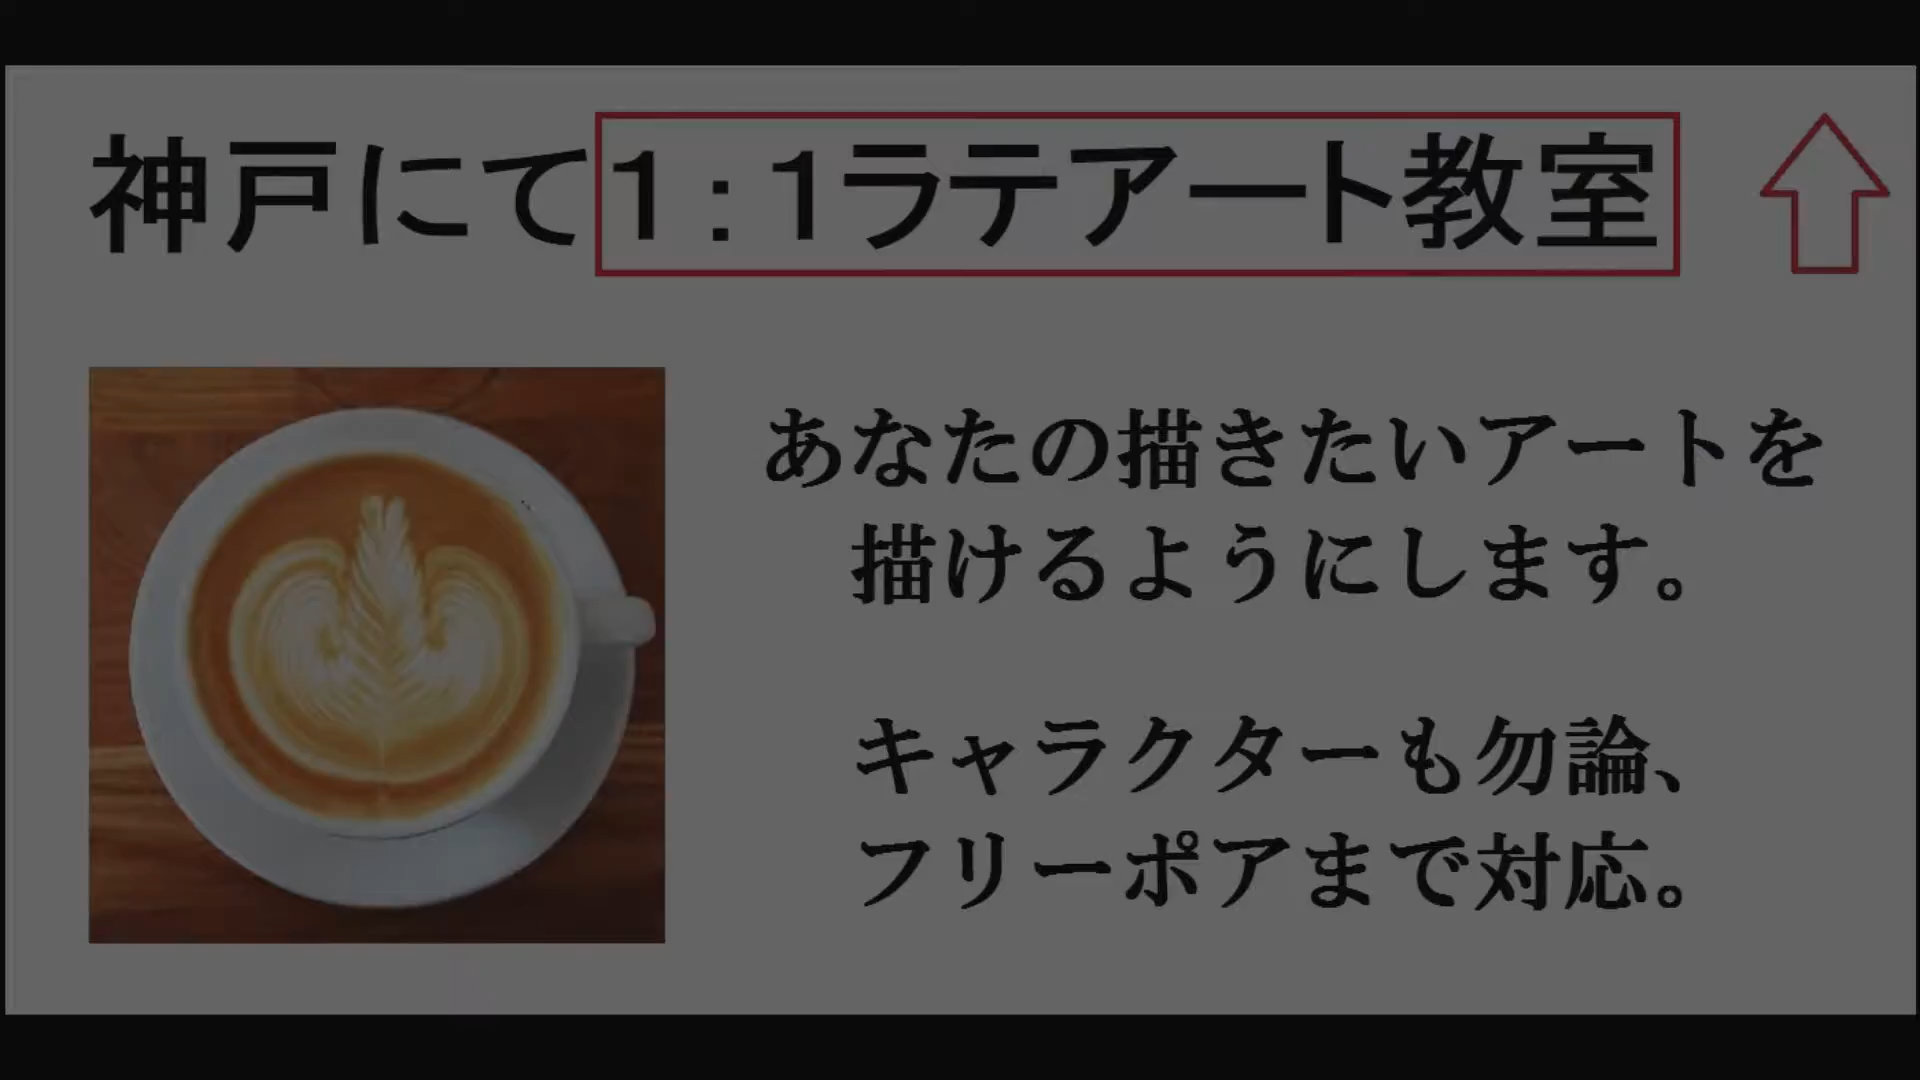 神戸にて1：1ラテアート教室
あなたの描きたいアートを
描けるようにします。
キャラクターも勿論、
フリーポアまで対応。